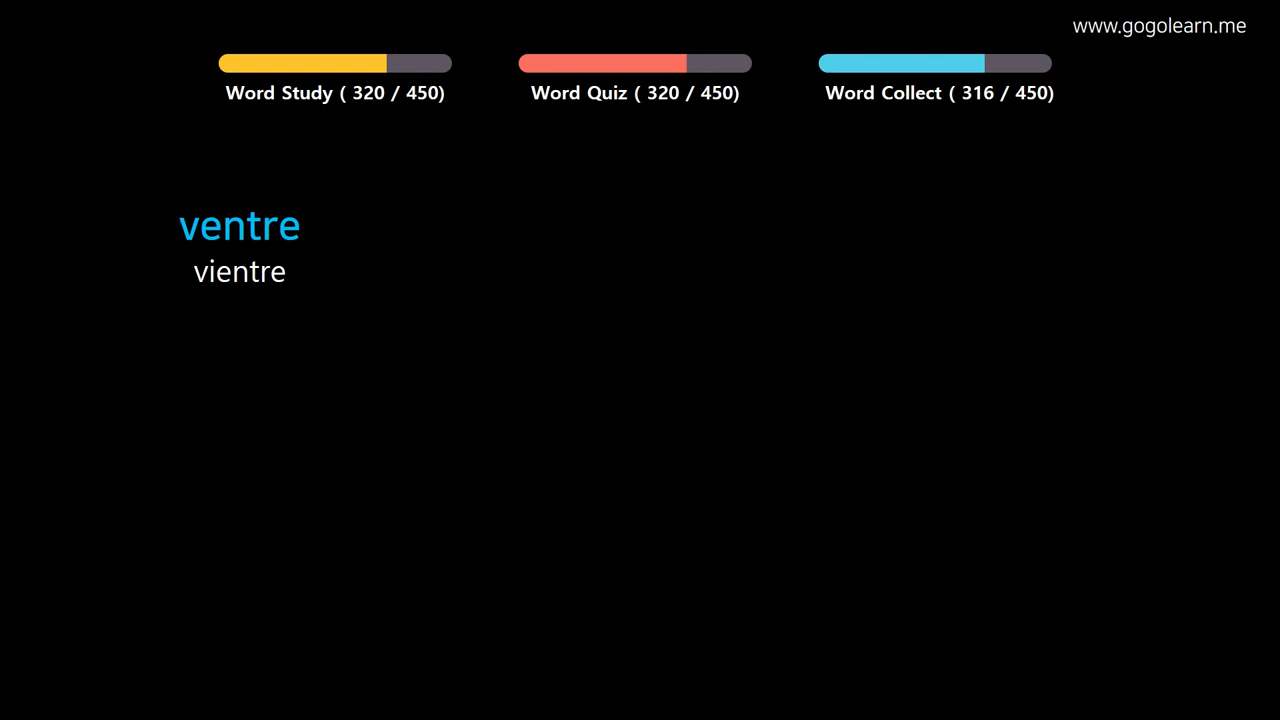 www.gogolearn.me
Word Study ( 320 / 450)
Word Quiz ( 320 / 450)
Word Collect ( 316 / 450)
ventre
vientre